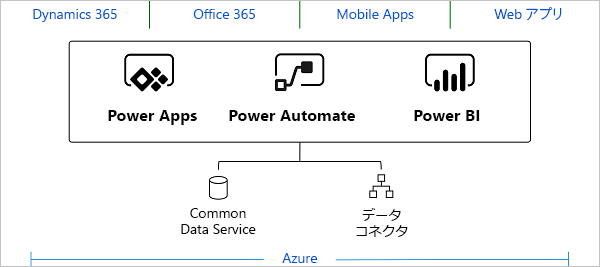 Dynamics 365
Office 365
Mobile Apps
Web アプリ
Power Apps
Power Automate
Power BI
Common
Data Service
データ
コネクタ
Azure